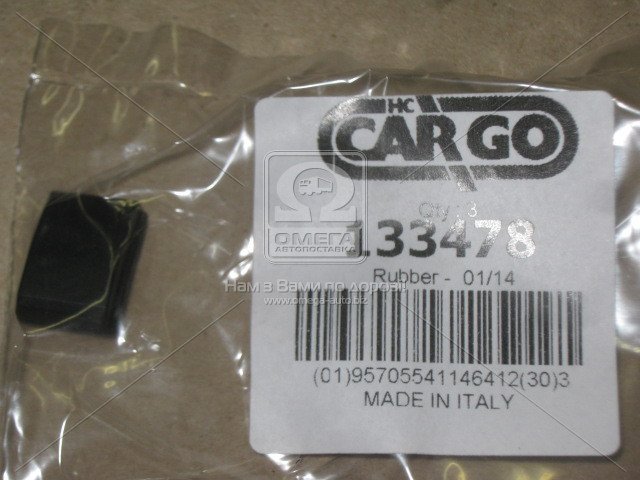 HC
CARGO
Qty : 3
133478
Rubber - 01/14
(01)95705541146412(30)3
MADE IN ITALY
ОМЕГА
АВТОПОСТАВКА
Нам з Вами по дорозі!
www.omega-auto.biz